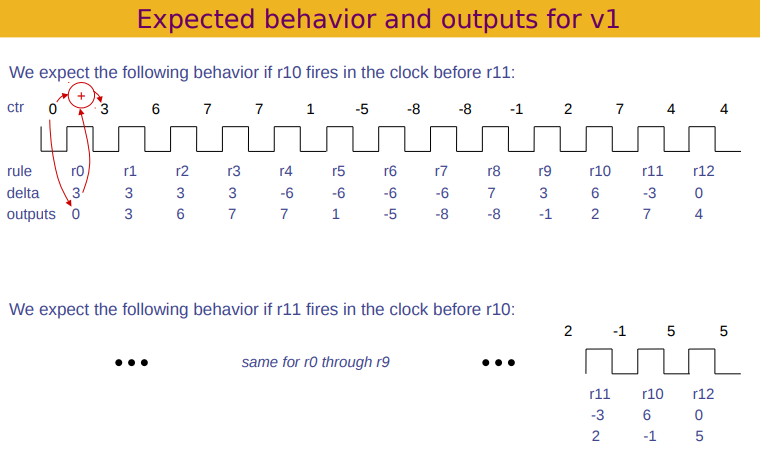 Expected behavior and outputs for v1
We expect the following behavior if r10 fires in the clock before r11:
+
ctr 0 3 6 7 7 1 -5 -8 -8 -1 2 7 4 4
rule r0 r1 r2 r3 r4 r5 r6 r7 r8 r9 r10 r11 r12
delta 3 3 3 3 -6 -6 -6 -6 7 3 6 -3 0
outputs 0 3 6 7 7 1 -5 -8 -8 -1 2 7 4
We expect the following behavior if r11 fires in the clock before r10:
2 -1 5 5
••• same for r0 through r9 •••
r11 r10 r12
-3 6 0
2 -1 5